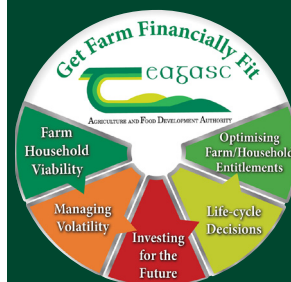 Get Farm Financially Fit
teagasc
AGRICULTURE AND FOOD DEVELOPMENT AUTHORITY
Farm
Household
Viability
Managing
Volatility
Investing
for the
Future
Life-cycle
Decisions
Optimising
Farm/Household
Entitlements